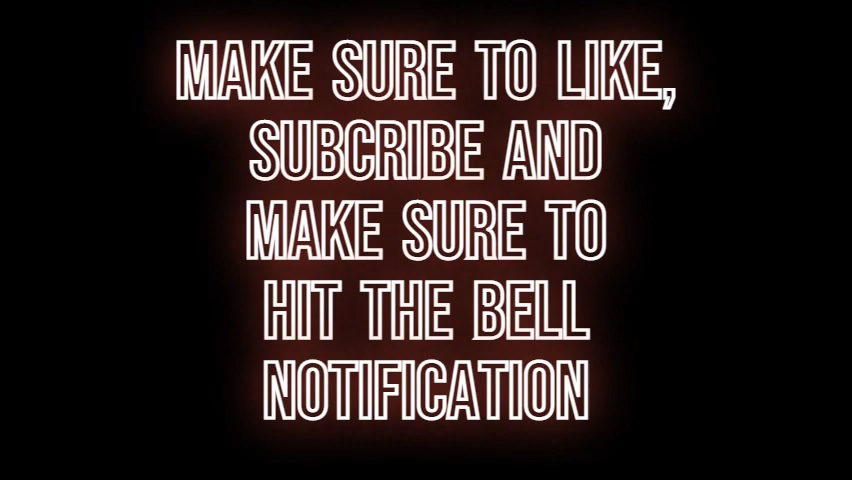 MAKE SURE TO LIKE,
SUBCRIBE AND
MAKE SURE TO
HIT THE BELL
NOTIFICATION